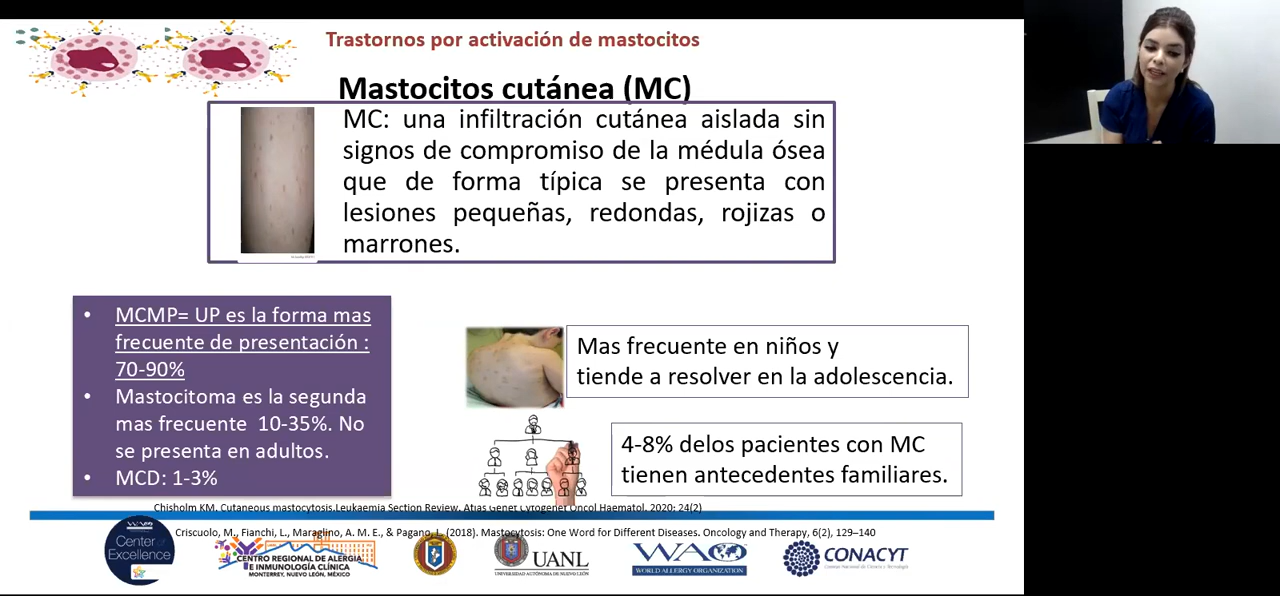 Trastornos por activación de mastocitos
Mastocitos cutánea (MC)
MC: una infiltración cutánea aislada sin
signos de compromiso de la médula ósea
que de forma típica se presenta con
lesiones pequeñas, redondas, rojizas o
marrones.
• MCMP= UP es la forma mas
frecuente de presentación :
70-90%
• Mastocitoma es la segunda
mas frecuente 10-35%. No
se presenta en adultos.
• MCD: 1-3%
Mas frecuente en niños y
tiende a resolver en la adolescencia.
4-8% delos pacientes con MC
tienen antecedentes familiares.
Chisholm KM. Cutaneous mastocytosis.Leukaemia Section Review. Atlas Genet Cytogenet Oncol Haematol. 2020; 24(2)
Criscuolo, M., Fianchi, L., Maraglino, A. M. E., & Pagano, L. (2018). Mastocytosis: One Word for Different Diseases. Oncology and Therapy, 6(2), 129–140
WAO
Center of
Excellence
CENTRO REGIONAL DE ALERGIA
E INMUNOLOGÍA CLÍNICA
MONTERREY, NUEVO LEÓN, MÉXICO
UANL
UNIVERSIDAD AUTÓNOMA DE NUEVO LEÓN
WAO
WORLD ALLERGY ORGANIZATION
CONACYT
Consejo Nacional de Ciencia y Tecnología